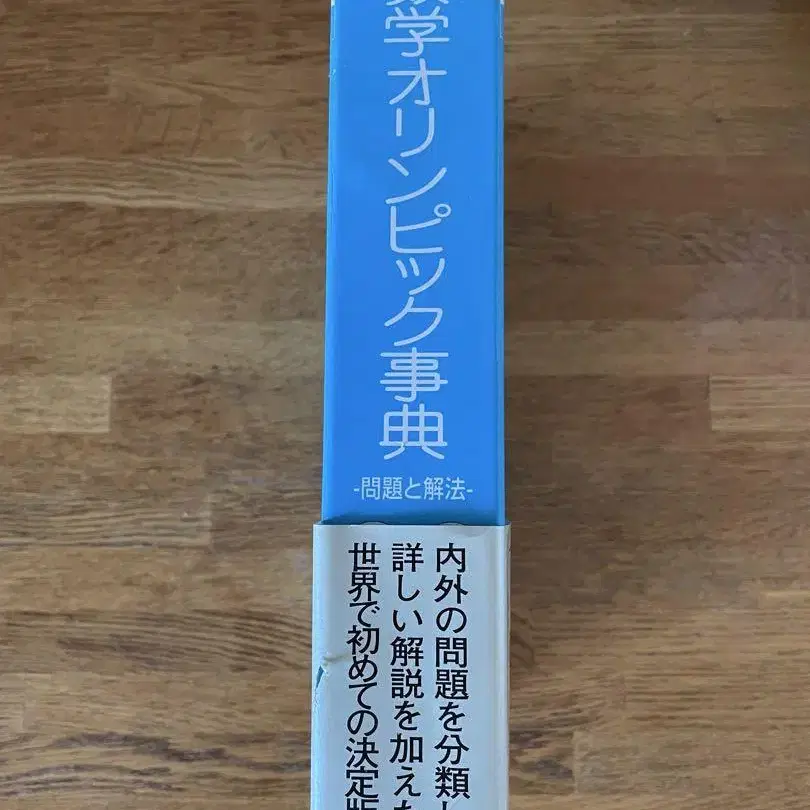 数学オリンピック事典
-問題と解法-
内外の問題を分類し
詳しい解説を加えた
世界で初めての決定版